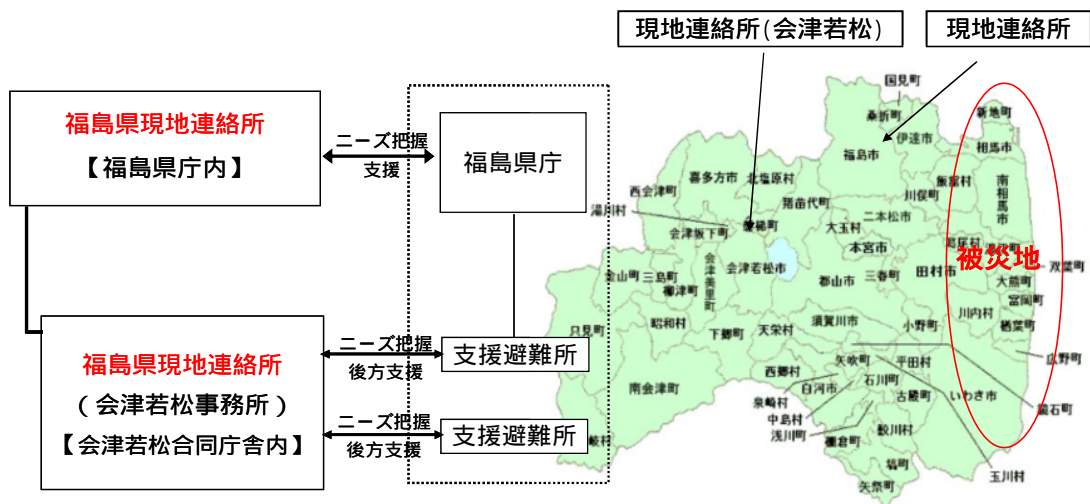 現地連絡所(会津若松)
現地連絡所
福島県現地連絡所
【福島県庁内】
ニーズ把握
支援
福島県庁
福島県現地連絡所
(会津若松事務所)
【会津若松合同庁舎内】
ニーズ把握
後方支援
支援避難所
ニーズ把握
後方支援
支援避難所
国見町
桑折町
伊達市
新地町
相馬市
福島市
飯舘村
南相馬市
川俣町
喜多方市
北塩原村
西会津町
猪苗代町
湯川村
磐梯町
二本松市
大玉村
会津坂下町
本宮市
葛尾村
浪江町
被災地
双葉町
会津若松市
会津美里町
田村市
大熊町
金山町
三島町
柳津町
郡山市
三春町
富岡町
川内村
楢葉町
只見町
昭和村
下郷町
天栄村
須賀川市
小野町
広野町
矢吹町
平田村
西郷村
白河市
石川町
南会津町
泉崎村
古殿町
いわき市
鏡石町
中島村
浅川町
鮫川村
棚倉町
岐村
塙町
玉川村
矢祭町